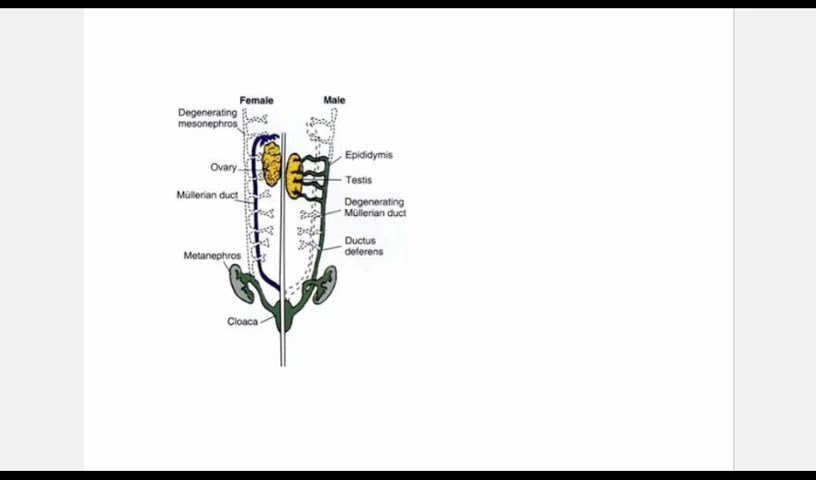 Female
Male
Degenerating
mesonephros
Ovary
Müllerian duct
Metanephros
Cloaca
Epididymis
Testis
Degenerating
Müllerian duct
Ductus
deferens